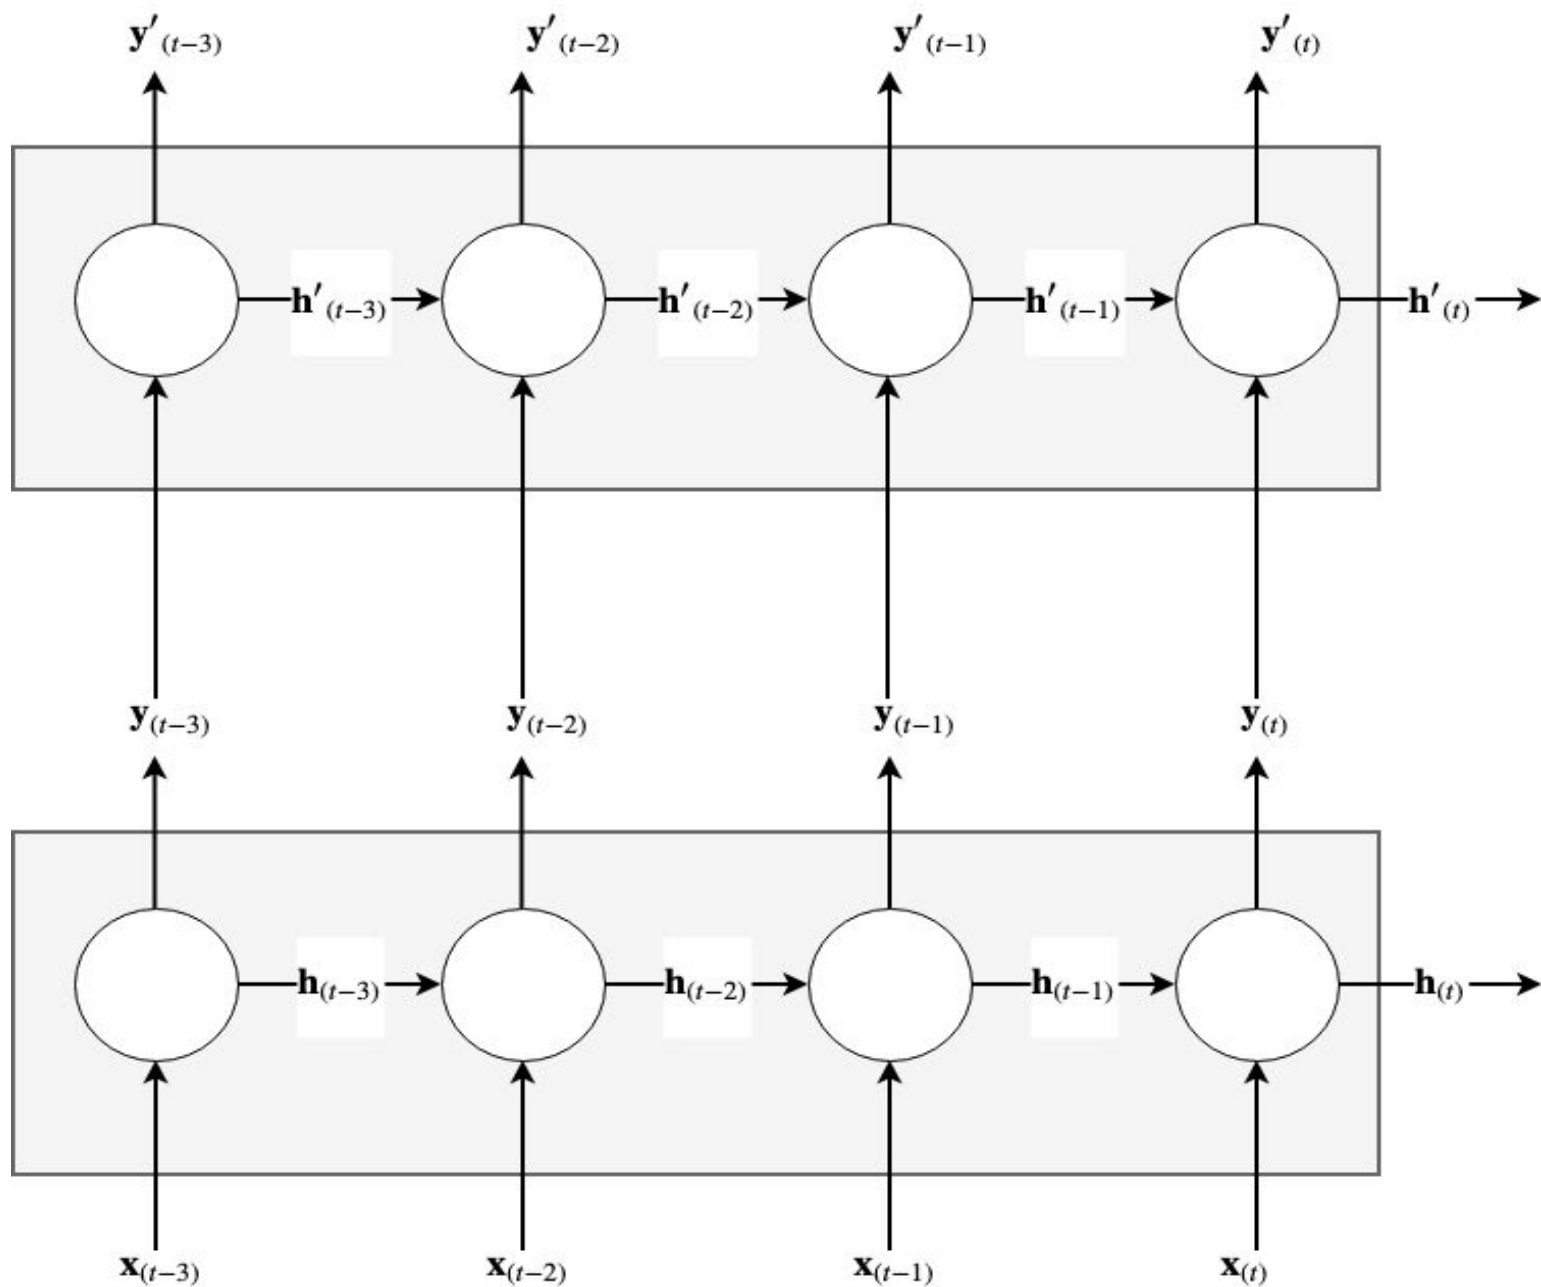 y′(t−3) y′(t−2) y′(t−1) y′(t)
h′(t−3) h′(t−2) h′(t−1) h′(t)
y(t−3) y(t−2) y(t−1) y(t)
h(t−3) h(t−2) h(t−1) h(t)
x(t−3) x(t−2) x(t−1) x(t)